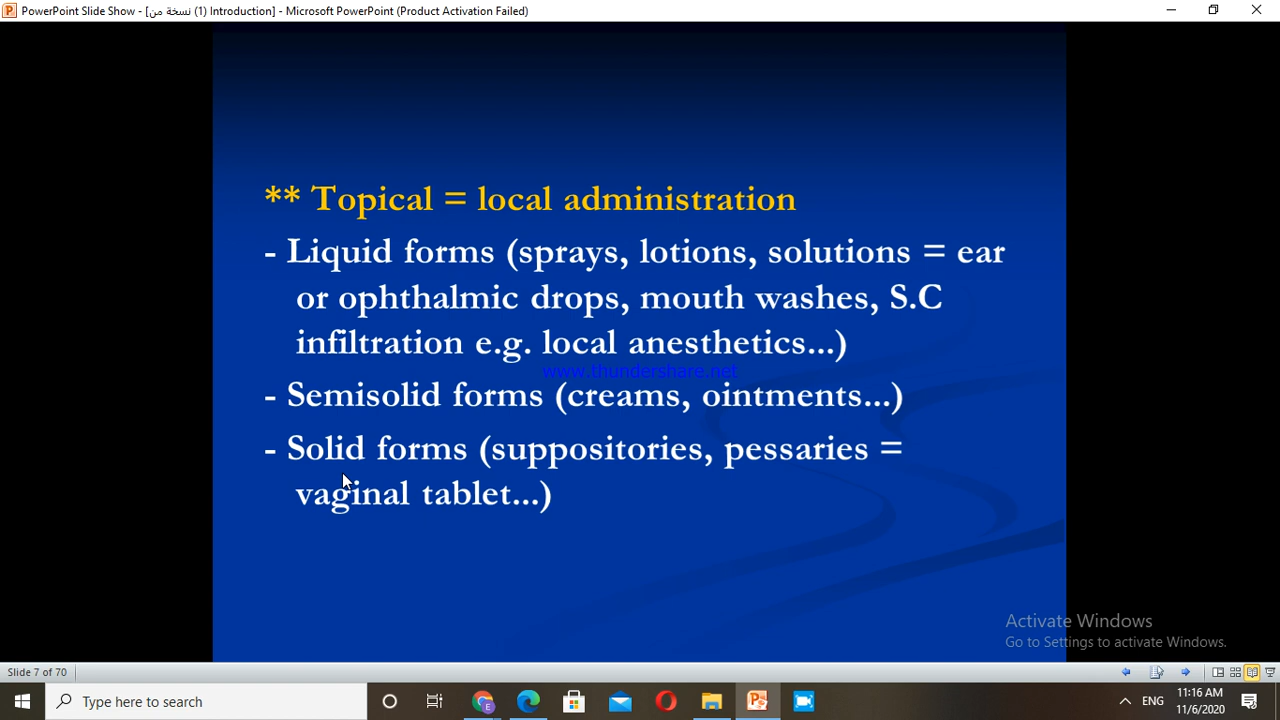 PowerPoint Slide Show - [نسخة من (1) Introduction] - Microsoft PowerPoint (Product Activation Failed)
** Topical = local administration
- Liquid forms (sprays, lotions, solutions = ear
or ophthalmic drops, mouth washes, S.C
infiltration e.g. local anesthetics...)
www.thundershare.net
- Semisolid forms (creams, ointments...)
- Solid forms (suppositories, pessaries =
vaginal tablet...)
Activate Windows
Go to Settings to activate Windows.
Slide 7 of 70
Type here to search
ENG
11:16 AM
11/6/2020